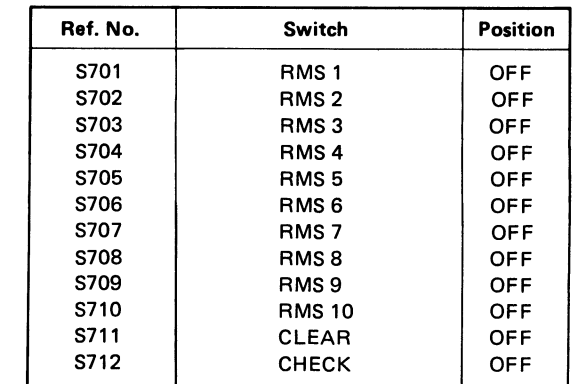 Ref. No. Switch Position
S701 RMS 1 OFF
S702 RMS 2 OFF
S703 RMS 3 OFF
S704 RMS 4 OFF
S705 RMS 5 OFF
S706 RMS 6 OFF
S707 RMS 7 OFF
S708 RMS 8 OFF
S709 RMS 9 OFF
S710 RMS 10 OFF
S711 CLEAR OFF
S712 CHECK OFF